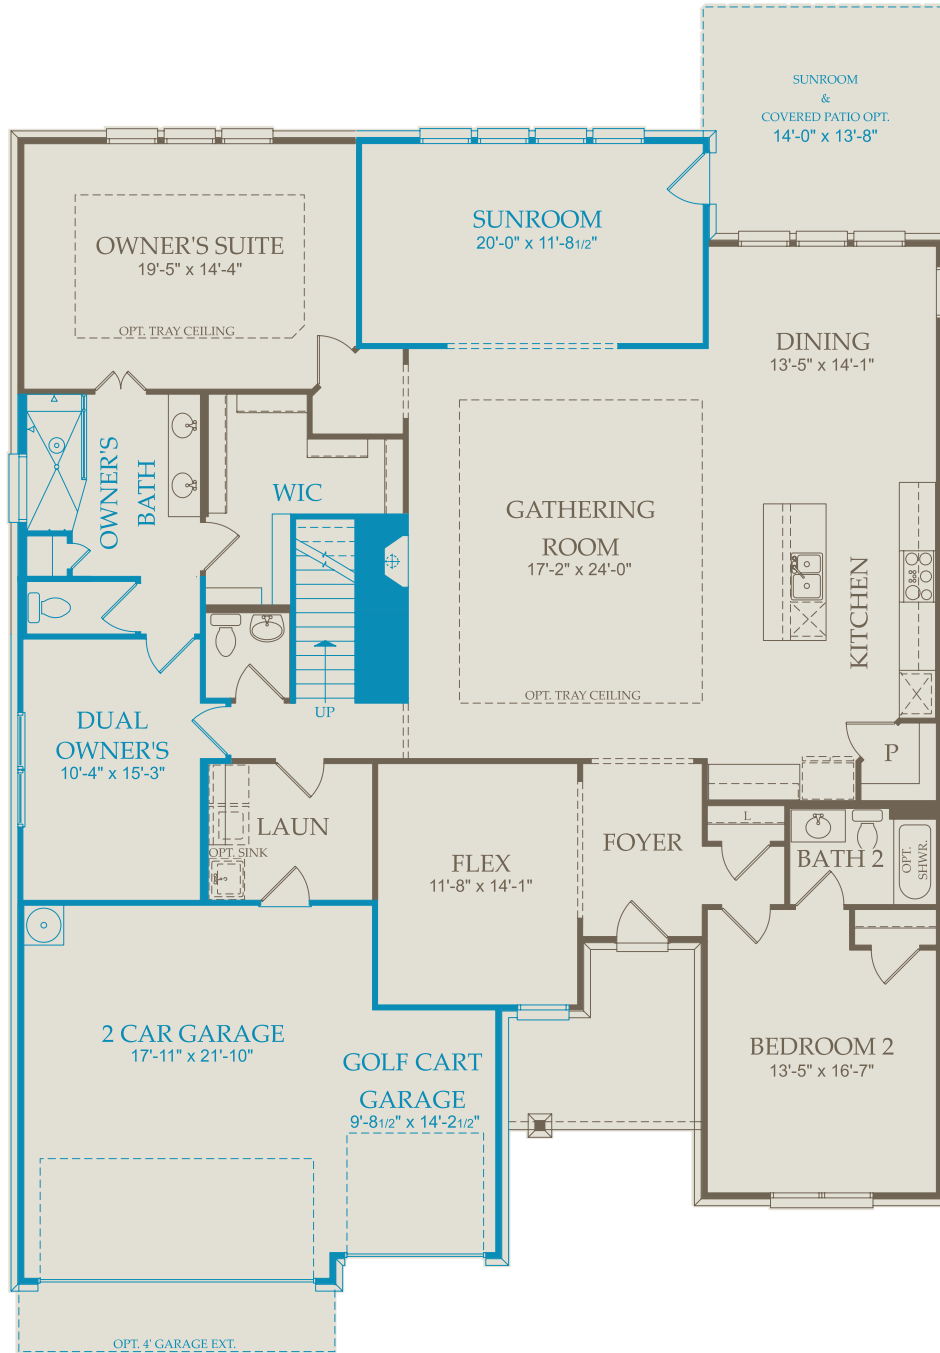 SUNROOM
&
COVERED PATIO OPT.
14'-0" x 13'-8"
SUNROOM
20'-0" x 11'-81/2"
OWNER'S SUITE
19'-5" x 14'-4"
OPT. TRAY CEILING
DINING
13'-5" x 14'-1"
OWNER'S
BATH
WIC
GATHERING
ROOM
17'-2" x 24'-0"
OPT. TRAY CEILING
KITCHEN
UP
DUAL
OWNER'S
10'-4" x 15'-3"
P
LAUN
OPT. SINK
FLEX
11'-8" x 14'-1"
FOYER
L
BATH 2
OPT.
SHWR.
2 CAR GARAGE
17'-11" x 21'-10"
GOLF CART
GARAGE
9'-81/2" x 14'-21/2"
BEDROOM 2
13'-5" x 16'-7"
OPT. 4' GARAGE EXT.